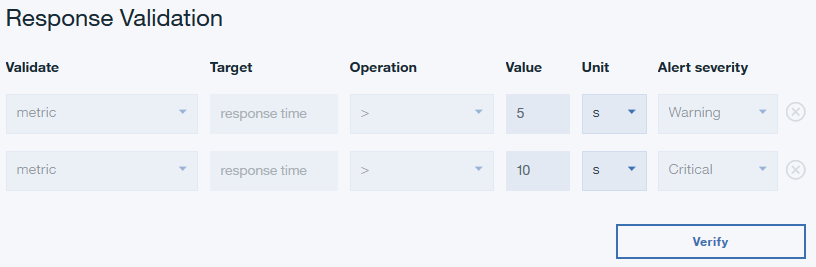 Response Validation
Validate Target Operation Value Unit Alert severity
metric response time > 5 s Warning
metric response time > 10 s Critical
Verify